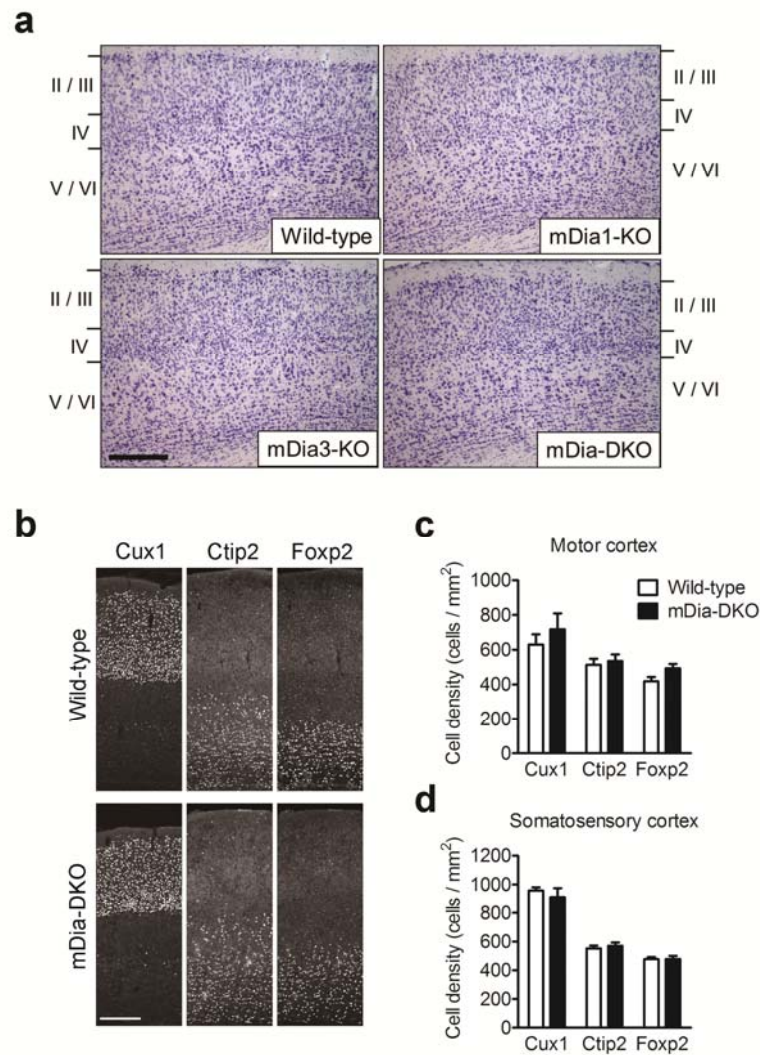 a
II / III
IV
V / VI
Wild-type
II / III
IV
V / VI
mDia1-KO
II / III
IV
V / VI
mDia3-KO
II / III
IV
V / VI
mDia-DKO
b
Cux1 Ctip2 Foxp2
Wild-type
mDia-DKO
c
Motor cortex
Cell density (cells / mm²)
1000
800
600
400
200
0
Wild-type
mDia-DKO
Cux1 Ctip2 Foxp2
d
Somatosensory cortex
Cell density (cells / mm²)
1200
1000
800
600
400
200
0
Cux1 Ctip2 Foxp2